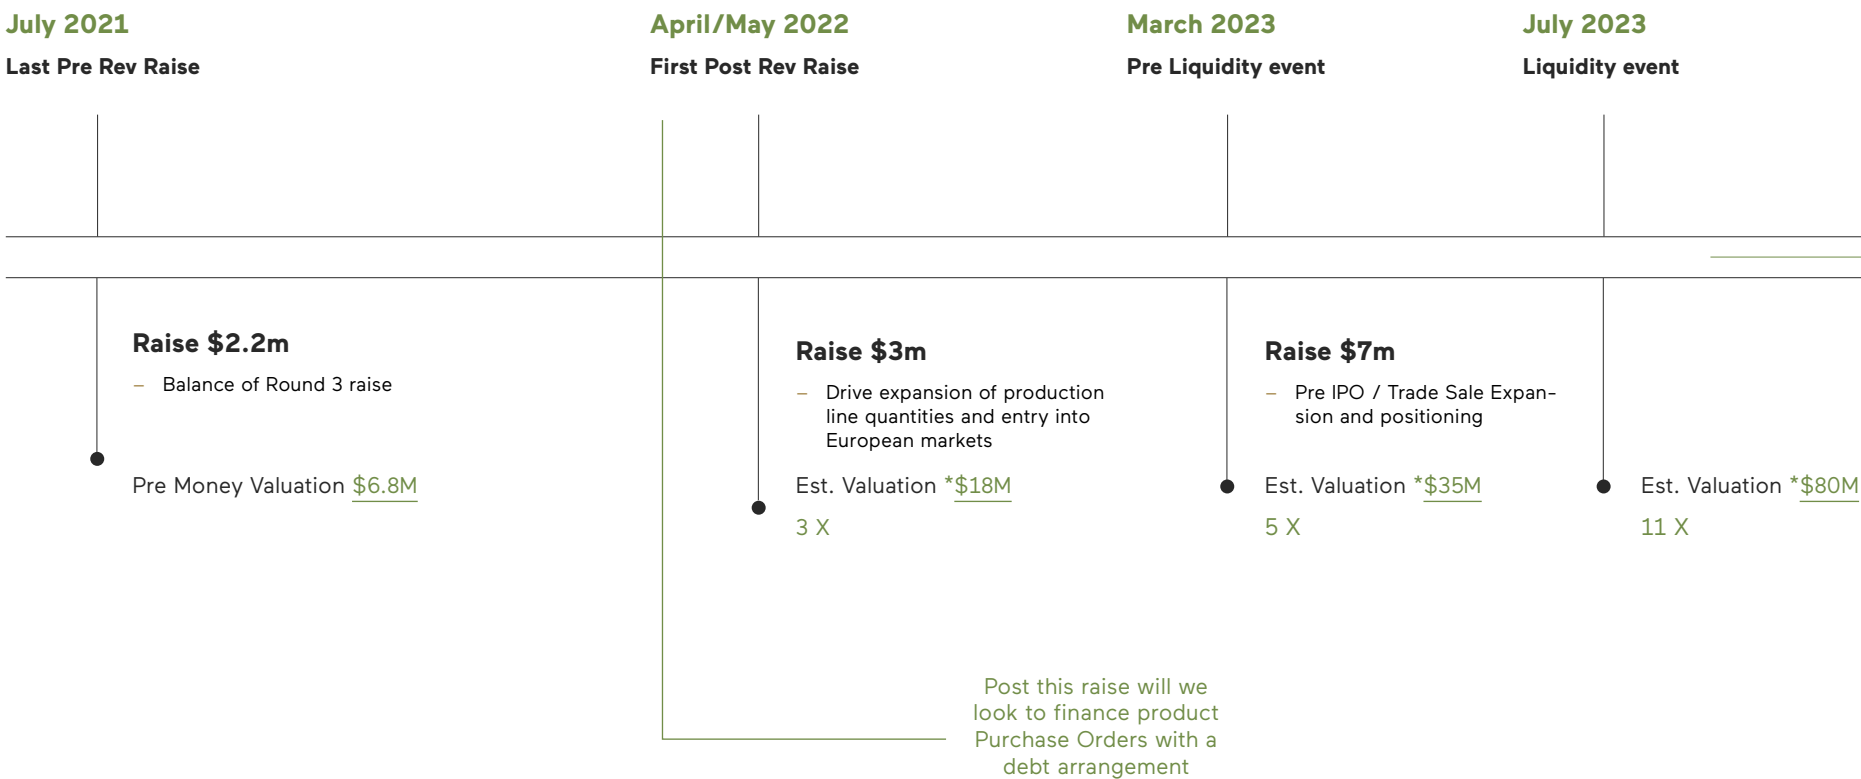 July 2021
Last Pre Rev Raise
April/May 2022
First Post Rev Raise
March 2023
Pre Liquidity event
July 2023
Liquidity event
Raise $2.2m
– Balance of Round 3 raise
Pre Money Valuation $6.8M
Raise $3m
– Drive expansion of production
line quantities and entry into
European markets
Est. Valuation *$18M
3 X
Raise $7m
– Pre IPO / Trade Sale Expan-
sion and positioning
Est. Valuation *$35M
5 X
Est. Valuation *$80M
11 X
Post this raise will we
look to finance product
Purchase Orders with a
debt arrangement